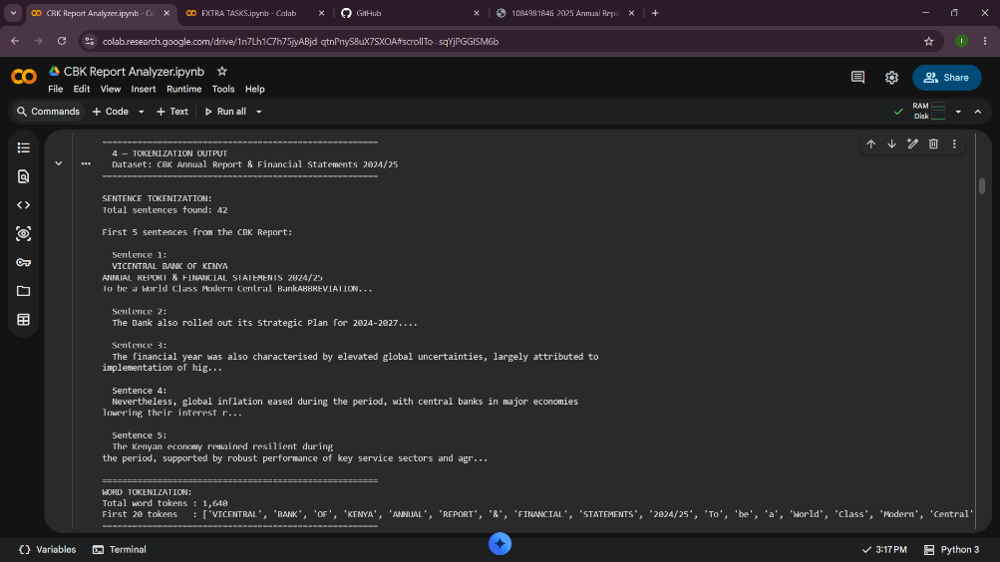 CBK Report Analyzer.ipynb - Co
EXTRA TASKS.ipynb - Colab
GitHub
1084981846_2025 Annual Repo
colab.research.google.com/drive/1n7Lh1C7h75jyABjd_qtnPnyS8uX7SXOA#scrollTo=sqYjPGGISM6b
CBK Report Analyzer.ipynb
File Edit View Insert Runtime Tools Help
Share
Commands + Code + Text Run all
RAM
Disk
============================================================
4 — TOKENIZATION OUTPUT
Dataset: CBK Annual Report & Financial Statements 2024/25
============================================================
SENTENCE TOKENIZATION:
Total sentences found: 42
First 5 sentences from the CBK Report:
Sentence 1:
VICENTRAL BANK OF KENYA
ANNUAL REPORT & FINANCIAL STATEMENTS 2024/25
To be a World Class Modern Central BankABBREVIATION...
Sentence 2:
The Bank also rolled out its Strategic Plan for 2024-2027....
Sentence 3:
The financial year was also characterised by elevated global uncertainties, largely attributed to
implementation of hig...
Sentence 4:
Nevertheless, global inflation eased during the period, with central banks in major economies
lowering their interest r...
Sentence 5:
The Kenyan economy remained resilient during
the period, supported by robust performance of key service sectors and agr...
============================================================
WORD TOKENIZATION:
Total word tokens : 1,640
First 20 tokens : ['VICENTRAL', 'BANK', 'OF', 'KENYA', 'ANNUAL', 'REPORT', '&', 'FINANCIAL', 'STATEMENTS', '2024/25', 'To', 'be', 'a', 'World', 'Class', 'Modern', 'Central'
============================================================
Variables Terminal
3:17 PM Python 3